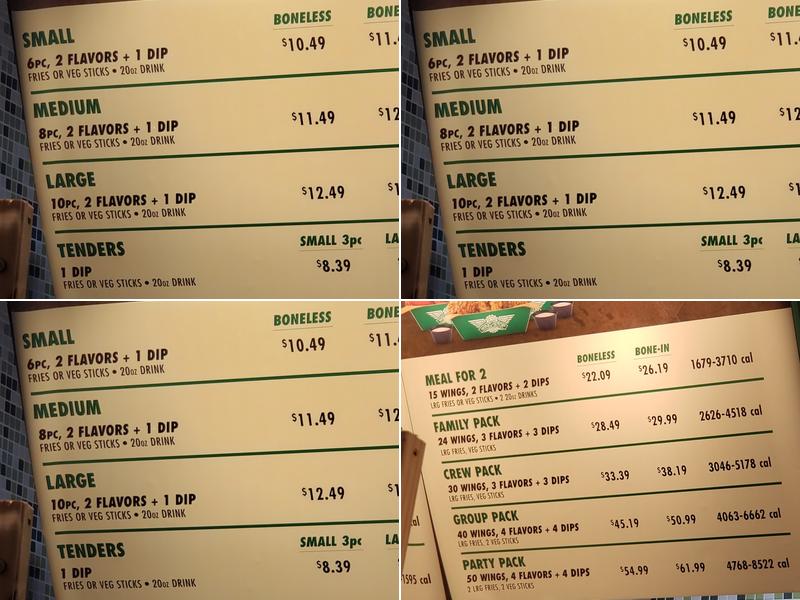 BONELESS
SMALL $10.49 $11.
6PC, 2 FLAVORS + 1 DIP
FRIES OR VEG STICKS • 20oz DRINK
MEDIUM
8PC, 2 FLAVORS + 1 DIP $11.49
FRIES OR VEG STICKS • 20oz DRINK
LARGE
10PC, 2 FLAVORS + 1 DIP $12.49
FRIES OR VEG STICKS • 20oz DRINK
TENDERS SMALL 3pc
1 DIP $8.39
FRIES OR VEG STICKS • 20oz DRINK
BONELESS
SMALL $10.49 $11.
6PC, 2 FLAVORS + 1 DIP
FRIES OR VEG STICKS • 20oz DRINK
MEDIUM
8PC, 2 FLAVORS + 1 DIP $11.49
FRIES OR VEG STICKS • 20oz DRINK
LARGE
10PC, 2 FLAVORS + 1 DIP $12.49
FRIES OR VEG STICKS • 20oz DRINK
TENDERS SMALL 3pc
1 DIP $8.39
FRIES OR VEG STICKS • 20oz DRINK
BONELESS
SMALL $10.49 $11.
6PC, 2 FLAVORS + 1 DIP
FRIES OR VEG STICKS • 20oz DRINK
MEDIUM
8PC, 2 FLAVORS + 1 DIP $11.49
FRIES OR VEG STICKS • 20oz DRINK
LARGE
10PC, 2 FLAVORS + 1 DIP $12.49
FRIES OR VEG STICKS • 20oz DRINK
TENDERS SMALL 3pc
1 DIP $8.39
FRIES OR VEG STICKS • 20oz DRINK
BONELESS BONE-IN
MEAL FOR 2 $22.09 $26.19 1679-3710 cal
15 WINGS, 2 FLAVORS + 2 DIPS
LRG FRIES OR VEG STICKS • 2 20oz DRINKS
FAMILY PACK
24 WINGS, 3 FLAVORS + 3 DIPS $28.49 $29.99 2626-4518 cal
LRG FRIES, VEG STICKS
CREW PACK
30 WINGS, 3 FLAVORS + 3 DIPS $33.39 $38.19 3046-5178 cal
LRG FRIES, VEG STICKS
GROUP PACK
40 WINGS, 4 FLAVORS + 4 DIPS $45.19 $50.99 4063-6662 cal
LRG FRIES, 2 VEG STICKS
PARTY PACK
50 WINGS, 4 FLAVORS + 4 DIPS $54.99 $61.99 4768-8522 cal
2 LRG FRIES, 2 VEG STICKS